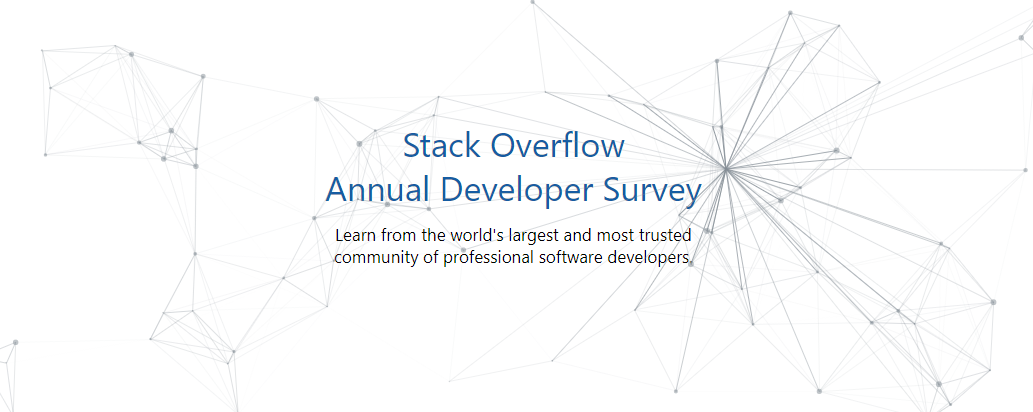 Stack Overflow
Annual Developer Survey
Learn from the world's largest and most trusted
community of professional software developers.